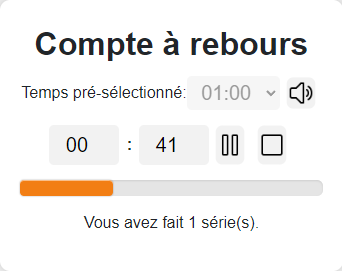 Compte à rebours
Temps pré-sélectionné: 01:00
00 : 41
Vous avez fait 1 série(s).